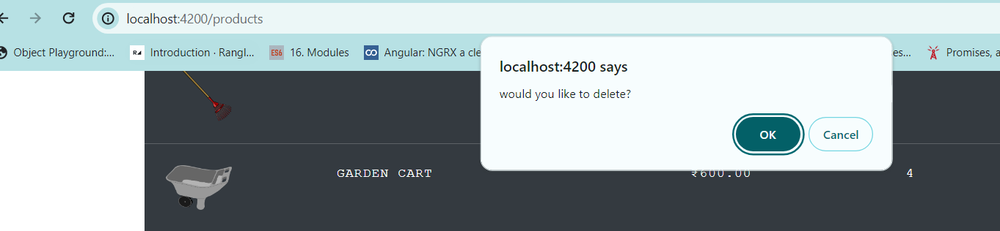 localhost:4200/products
Object Playground:...
Introduction · Rangl...
ES6
16. Modules
Angular: NGRX a cle
es...
Promises, a
localhost:4200 says
would you like to delete?
OK
Cancel
GARDEN CART
₹600.00
4